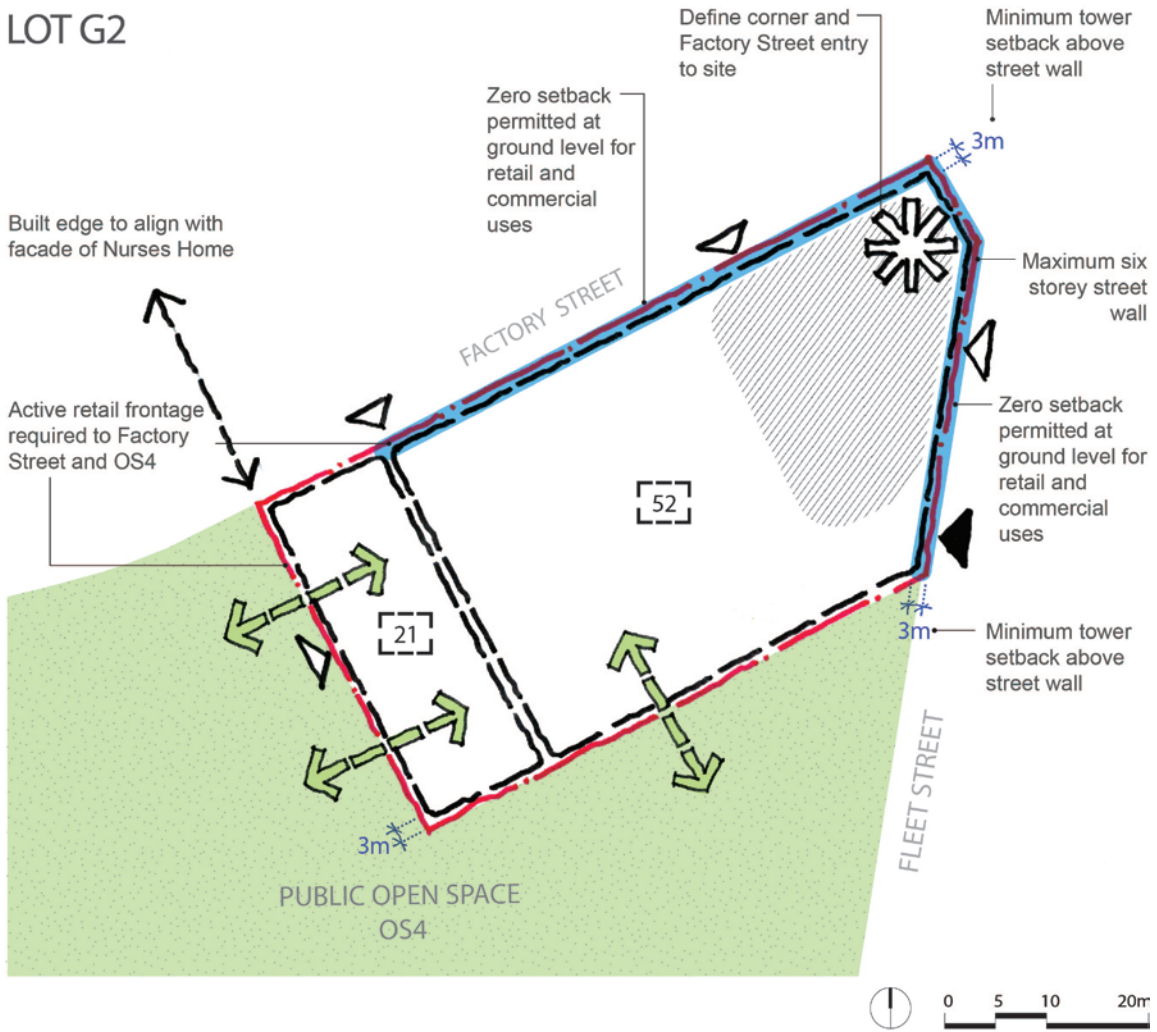 LOT G2
Define corner and
Factory Street entry
to site
Minimum tower
setback above
street wall
Zero setback
permitted at
ground level for
retail and
commercial
uses
3m
Built edge to align with
facade of Nurses Home
FACTORY STREET
Maximum six
storey street
wall
Active retail frontage
required to Factory
Street and OS4
Zero setback
permitted at
ground level for
retail and
commercial
uses
52
21
3m
Minimum tower
setback above
street wall
FLEET STREET
3m
PUBLIC OPEN SPACE
OS4
0 5 10 20m